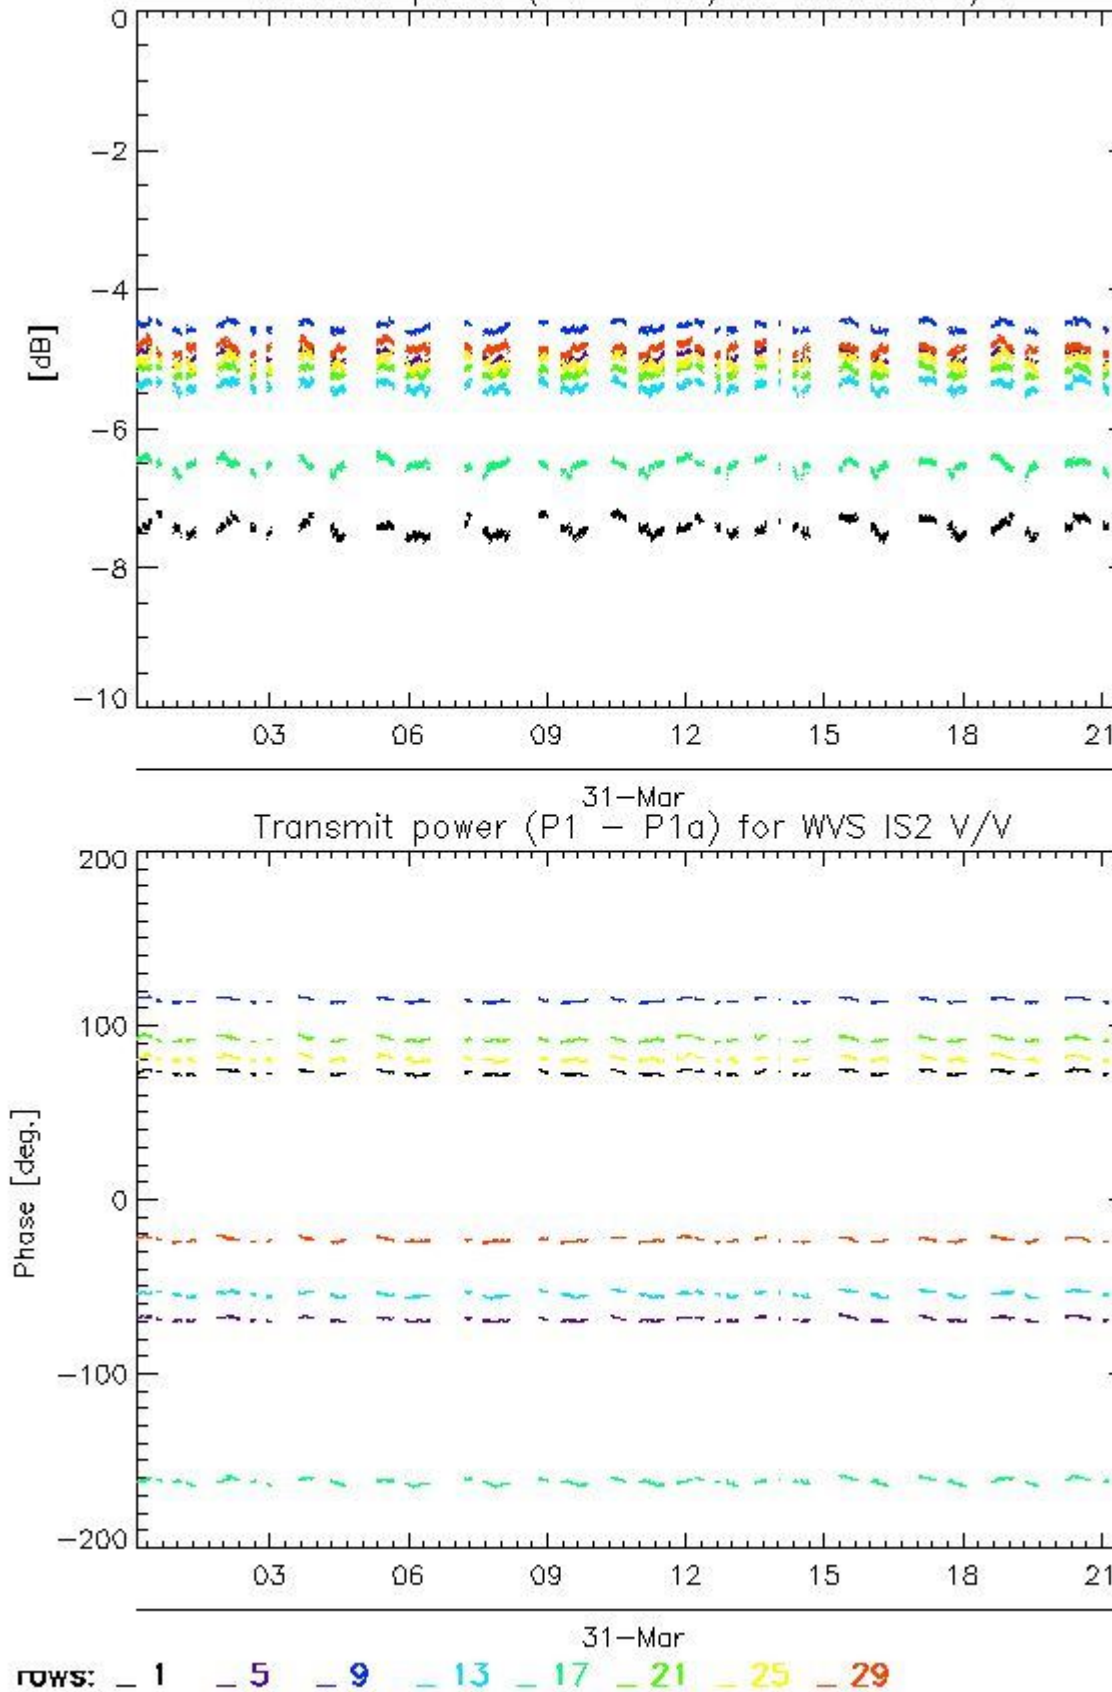 0
−2
−4
[dB]
−6
−8
−10
03 06 09 12 15 18 21
31−Mar
Transmit power (P1 − P1a) for WVS IS2 V/V
200
100
Phase [deg.]
0
−100
−200
03 06 09 12 15 18 21
31−Mar
rows: _ 1 _ 5 _ 9 _ 13 _ 17 _ 21 _ 25 _ 29